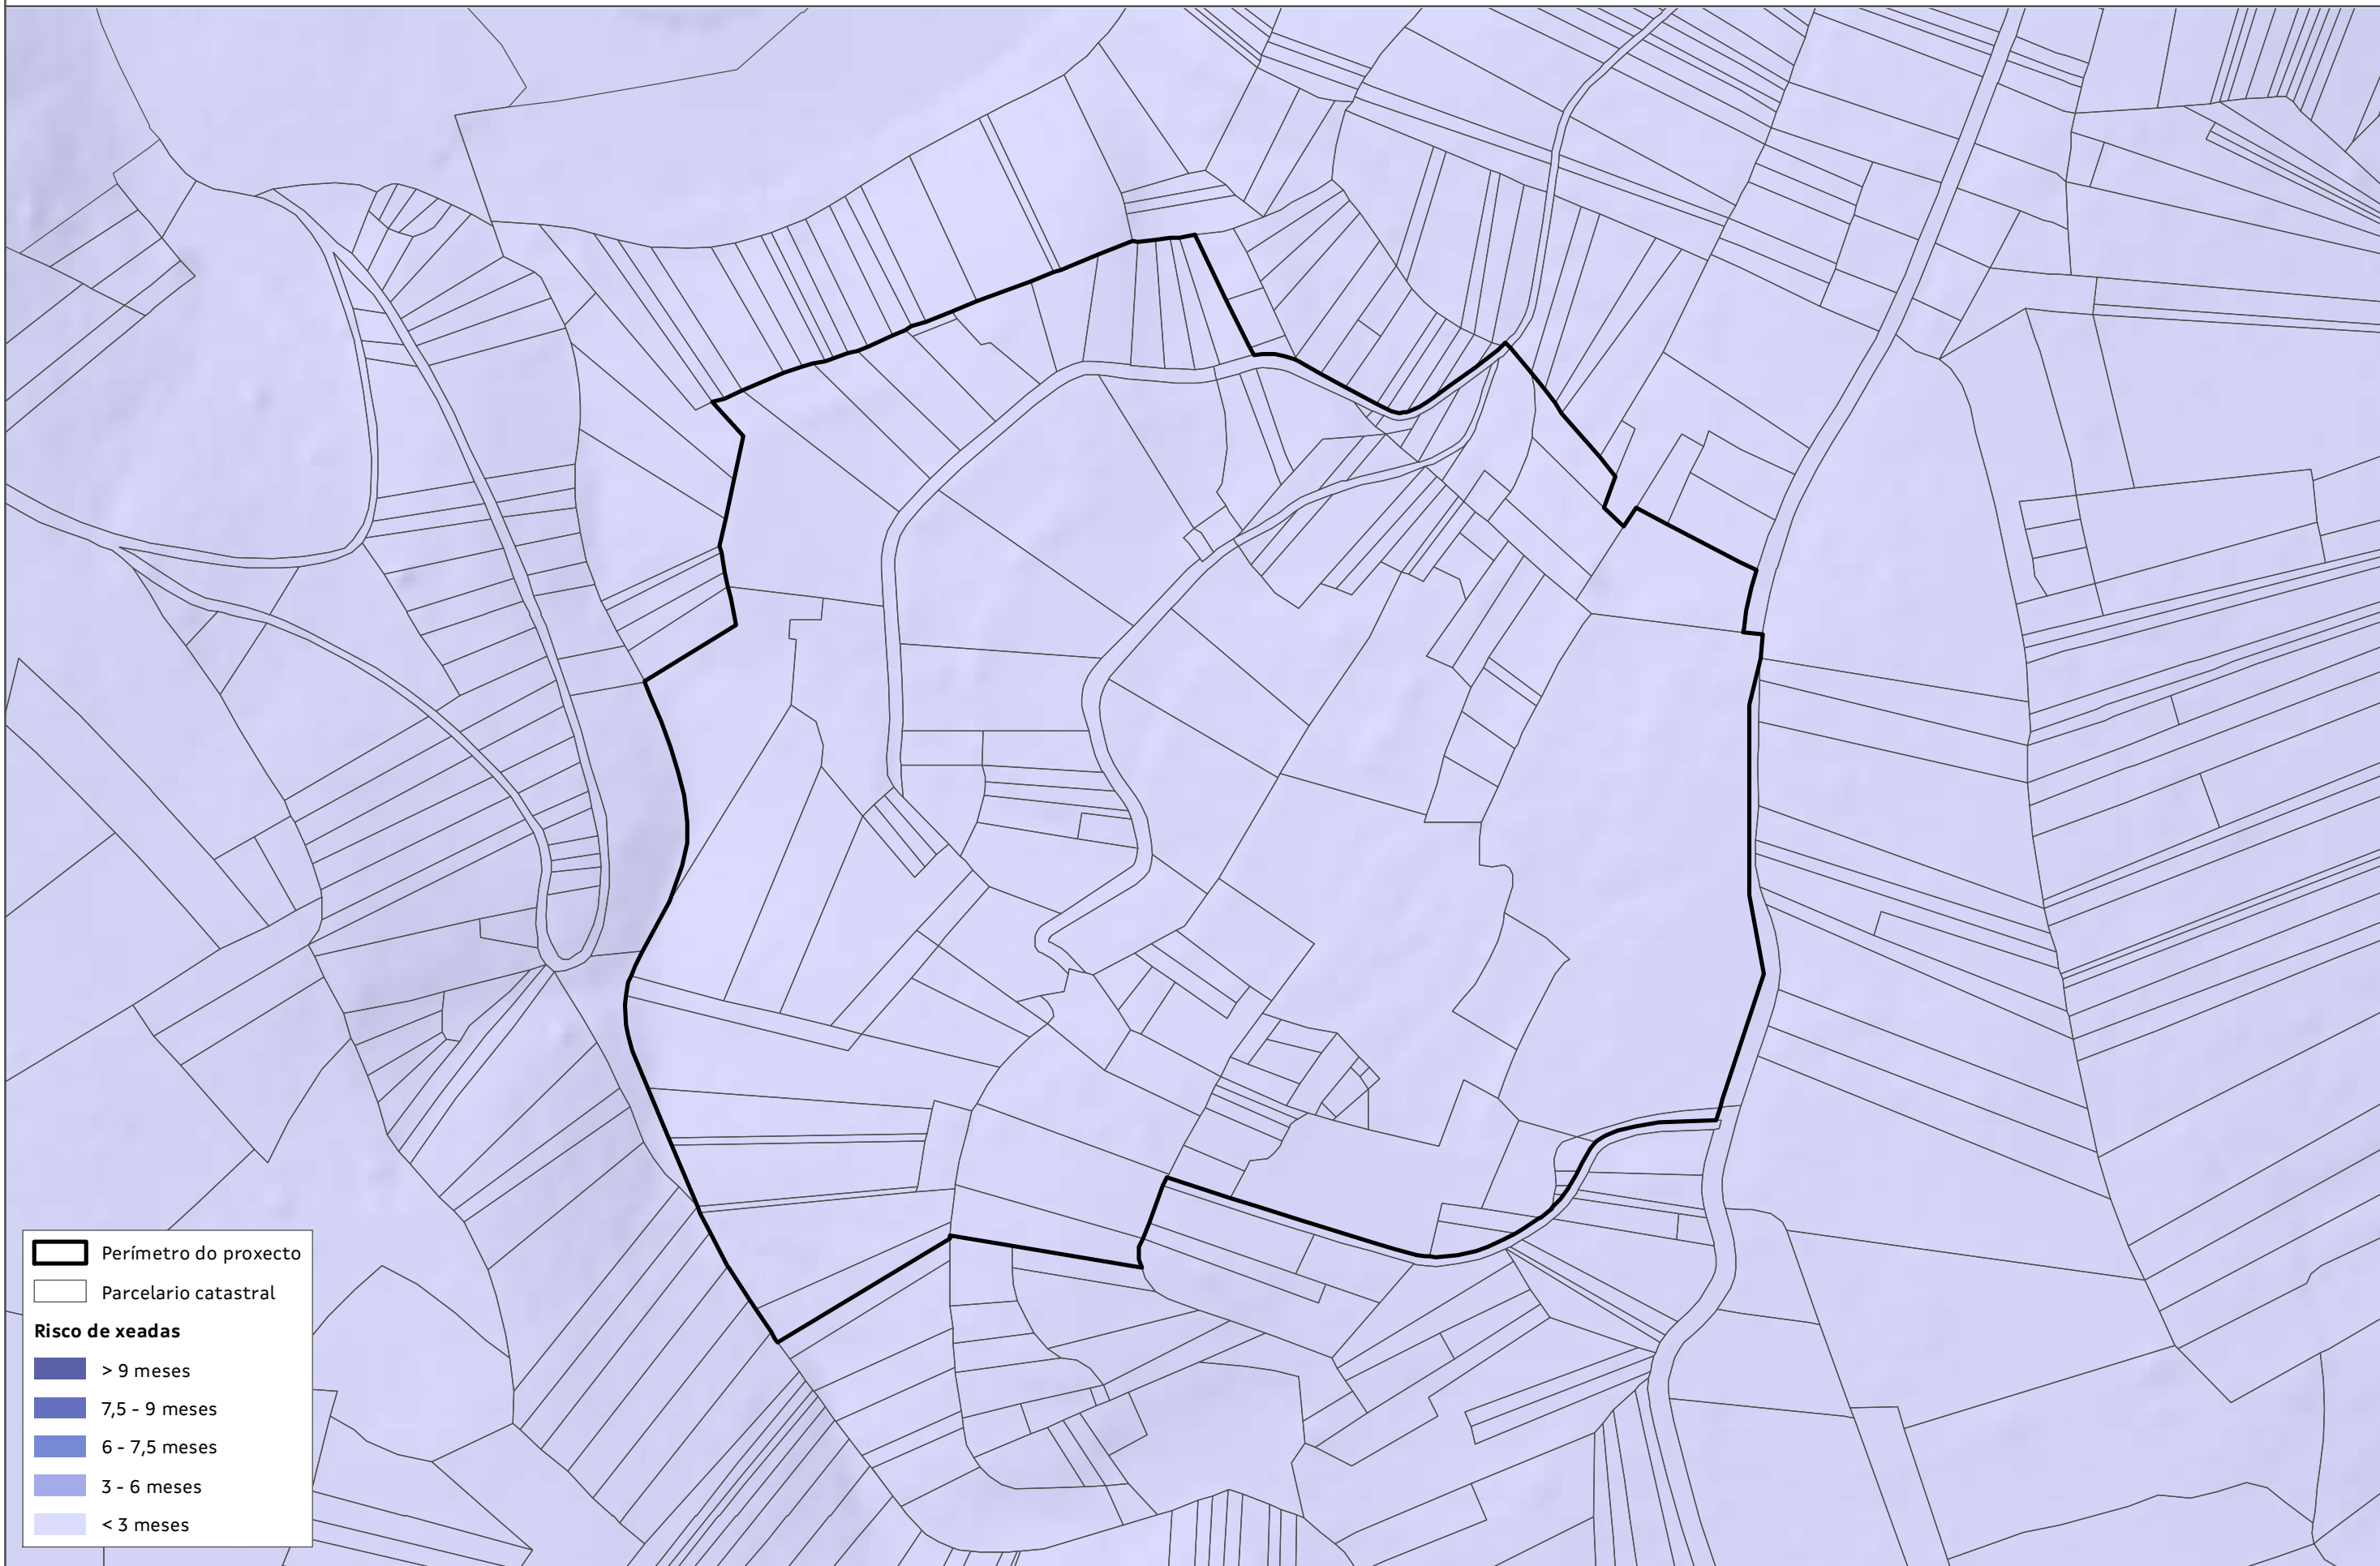 Perímetro do proxecto
Parcelario catastral
Risco de xeadas
> 9 meses
7,5 - 9 meses
6 - 7,5 meses
3 - 6 meses
< 3 meses